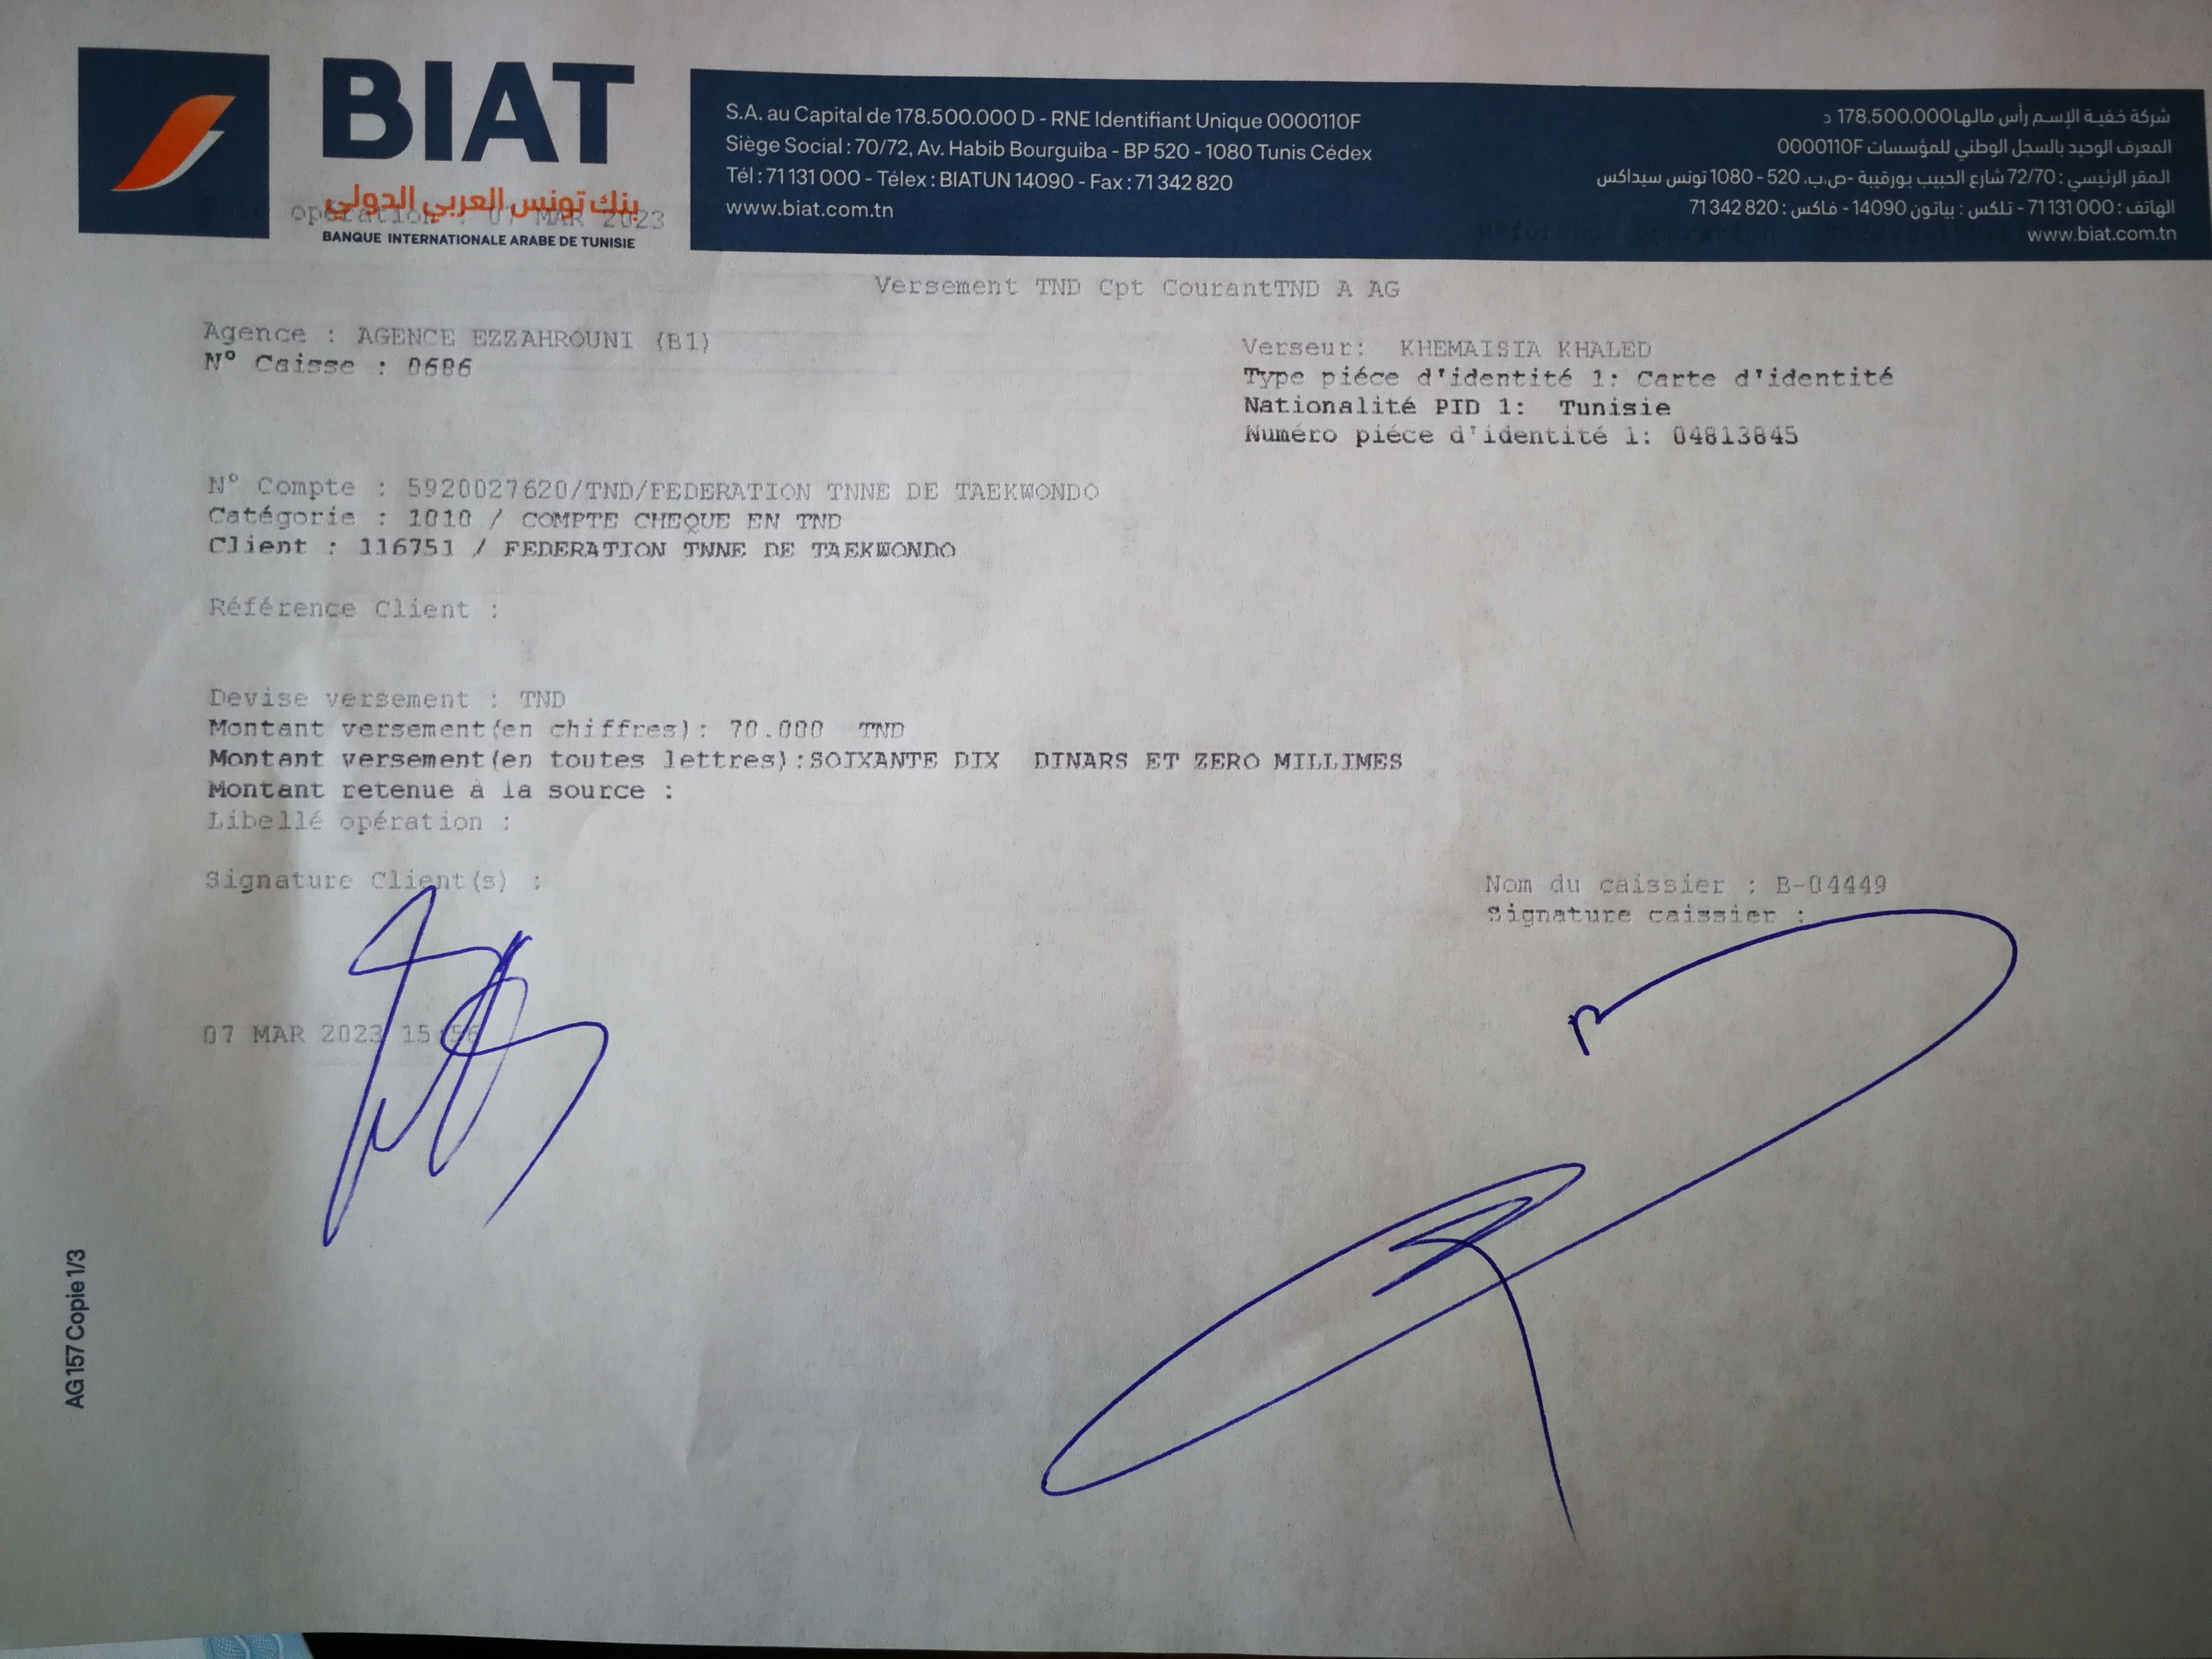 BIAT
بنك تونس العربي الدولي
opération : 07 MAR 2023
BANQUE INTERNATIONALE ARABE DE TUNISIE
S.A. au Capital de 178.500.000 D - RNE Identifiant Unique 0000110F
Siège Social : 70/72, Av. Habib Bourguiba - BP 520 - 1080 Tunis Cédex
Tél : 71 131 000 - Télex : BIATUN 14090 - Fax : 71 342 820
www.biat.com.tn
شركة خفية الإسم رأس مالها 178.500.000 د
المعرف الوحيد بالسجل الوطني للمؤسسات 0000110F
المقر الرئيسي : 72/70 شارع الحبيب بورقيبة -ص.ب. 520 - 1080 تونس سيداكس
الهاتف : 71 131 000 - تلكس : بياتون 14090 - فاكس : 71 342 820
www.biat.com.tn
Versement TND Cpt CourantTND A AG
Agence : AGENCE EZZAHROUNI (B1)
N° Caisse : 0686
Verseur: KHEMAISIA KHALED
Type piéce d'identité 1: Carte d'identité
Nationalité PID 1: Tunisie
Numéro piéce d'identité 1: 04813845
N° Compte : 5920027620/TND/FEDERATION TNNE DE TAEKWONDO
Catégorie : 1010 / COMPTE CHEQUE EN TND
Client : 116751 / FEDERATION TNNE DE TAEKWONDO
Référence Client :
Devise versement : TND
Montant versement(en chiffres): 70.000 TND
Montant versement(en toutes lettres):SOIXANTE DIX DINARS ET ZERO MILLIMES
Montant retenue à la source :
Libellé opération :
Signature Client(s) :
Nom du caissier : B-04449
Signature caissier :
07 MAR 2023 15:56
AG 157 Copie 1/3